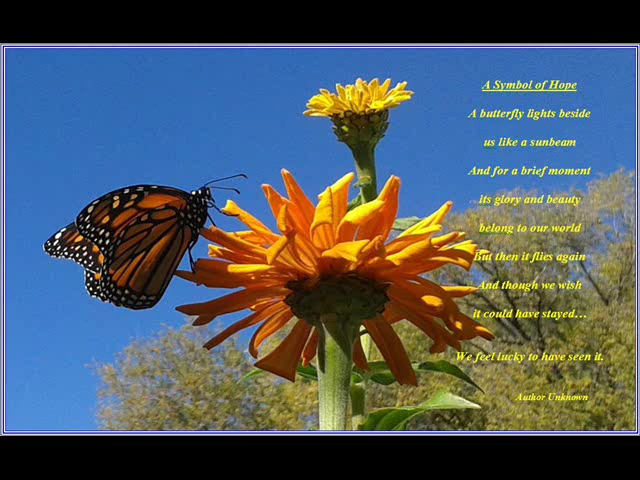 A Symbol of Hope
A butterfly lights beside
us like a sunbeam
And for a brief moment
its glory and beauty
belong to our world
But then it flies again
And though we wish
it could have stayed…
We feel lucky to have seen it.
Author Unknown